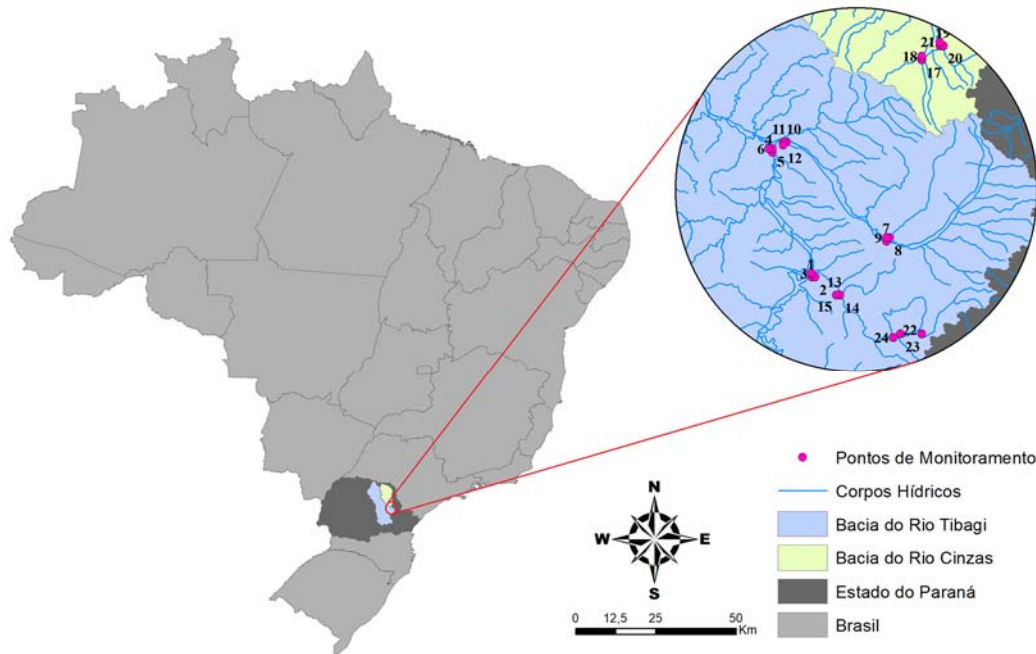 19
21
18
20
17
11 10
4
6
5
12
7
9
8
1
3
2
13
15
14
22
24
23
Pontos de Monitoramento
Corpos Hídricos
Bacia do Rio Tibagi
Bacia do Rio Cinzas
Estado do Paraná
Brasil
N
W
E
S
0 12,5 25 50
Km